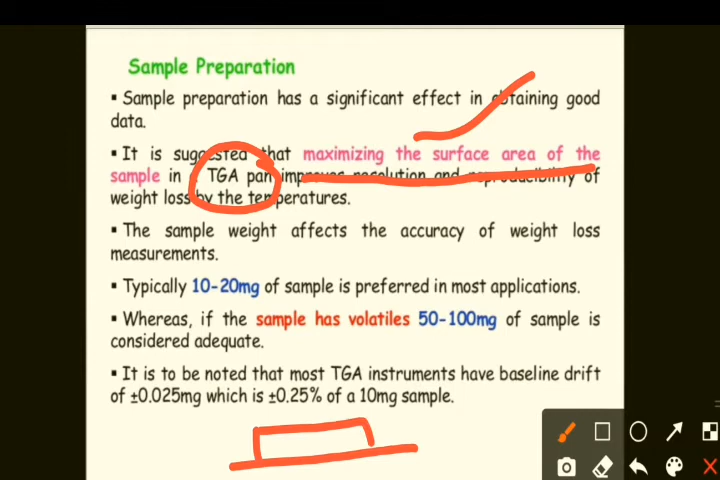 Sample Preparation
▪ Sample preparation has a significant effect in obtaining good
data.
▪ It is suggested that maximizing the surface area of the
sample in a TGA pan improves resolution and reproducibility of
weight loss by the temperatures.
▪ The sample weight affects the accuracy of weight loss
measurements.
▪ Typically 10-20mg of sample is preferred in most applications.
▪ Whereas, if the sample has volatiles 50-100mg of sample is
considered adequate.
▪ It is to be noted that most TGA instruments have baseline drift
of ±0.025mg which is ±0.25% of a 10mg sample.